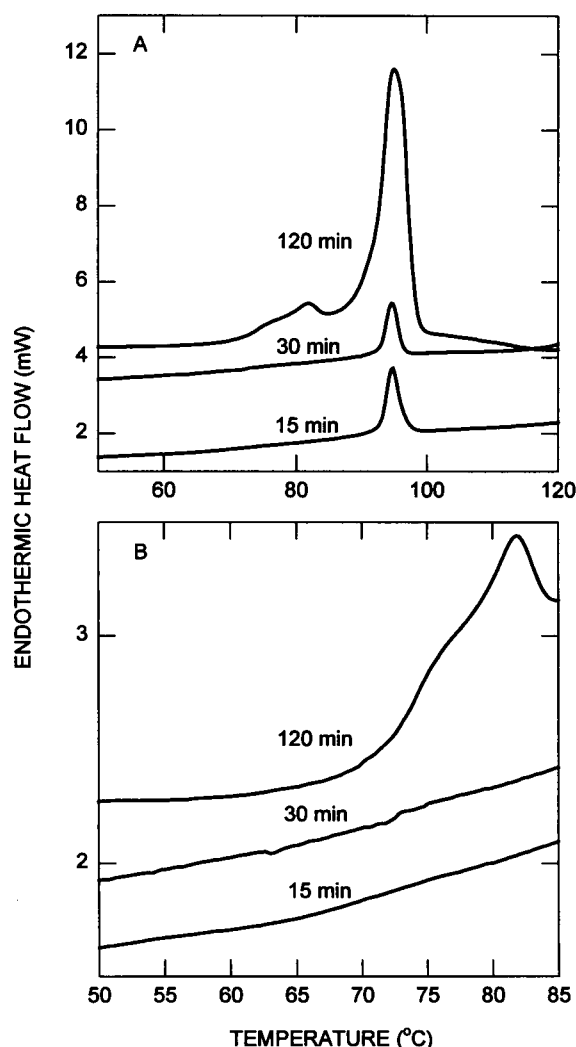 A
12
10
8
6
4
2
120 min
30 min
15 min
60 80 100 120
ENDOTHERMIC HEAT FLOW (mW)
B
3
2
120 min
30 min
15 min
50 55 60 65 70 75 80 85
TEMPERATURE (°C)